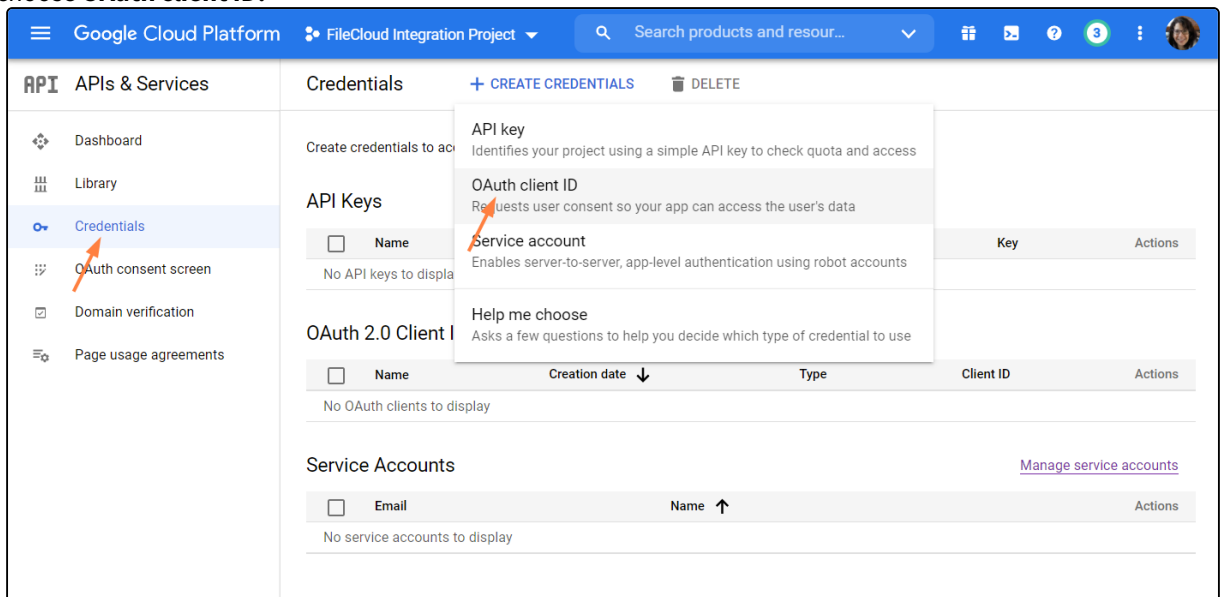 choose OAuth client ID.
Google Cloud Platform FileCloud Integration Project Search products and resour... ? 3
API APIs & Services Credentials + CREATE CREDENTIALS DELETE
Dashboard
Library
Credentials
OAuth consent screen
Domain verification
Page usage agreements
Create credentials to ac
API key
Identifies your project using a simple API key to check quota and access
OAuth client ID
Requests user consent so your app can access the user's data
Service account
Enables server-to-server, app-level authentication using robot accounts
Help me choose
Asks a few questions to help you decide which type of credential to use
API Keys
Name Key Actions
No API keys to displa
OAuth 2.0 Client I
Name Creation date Type Client ID Actions
No OAuth clients to display
Service Accounts Manage service accounts
Email Name Actions
No service accounts to display